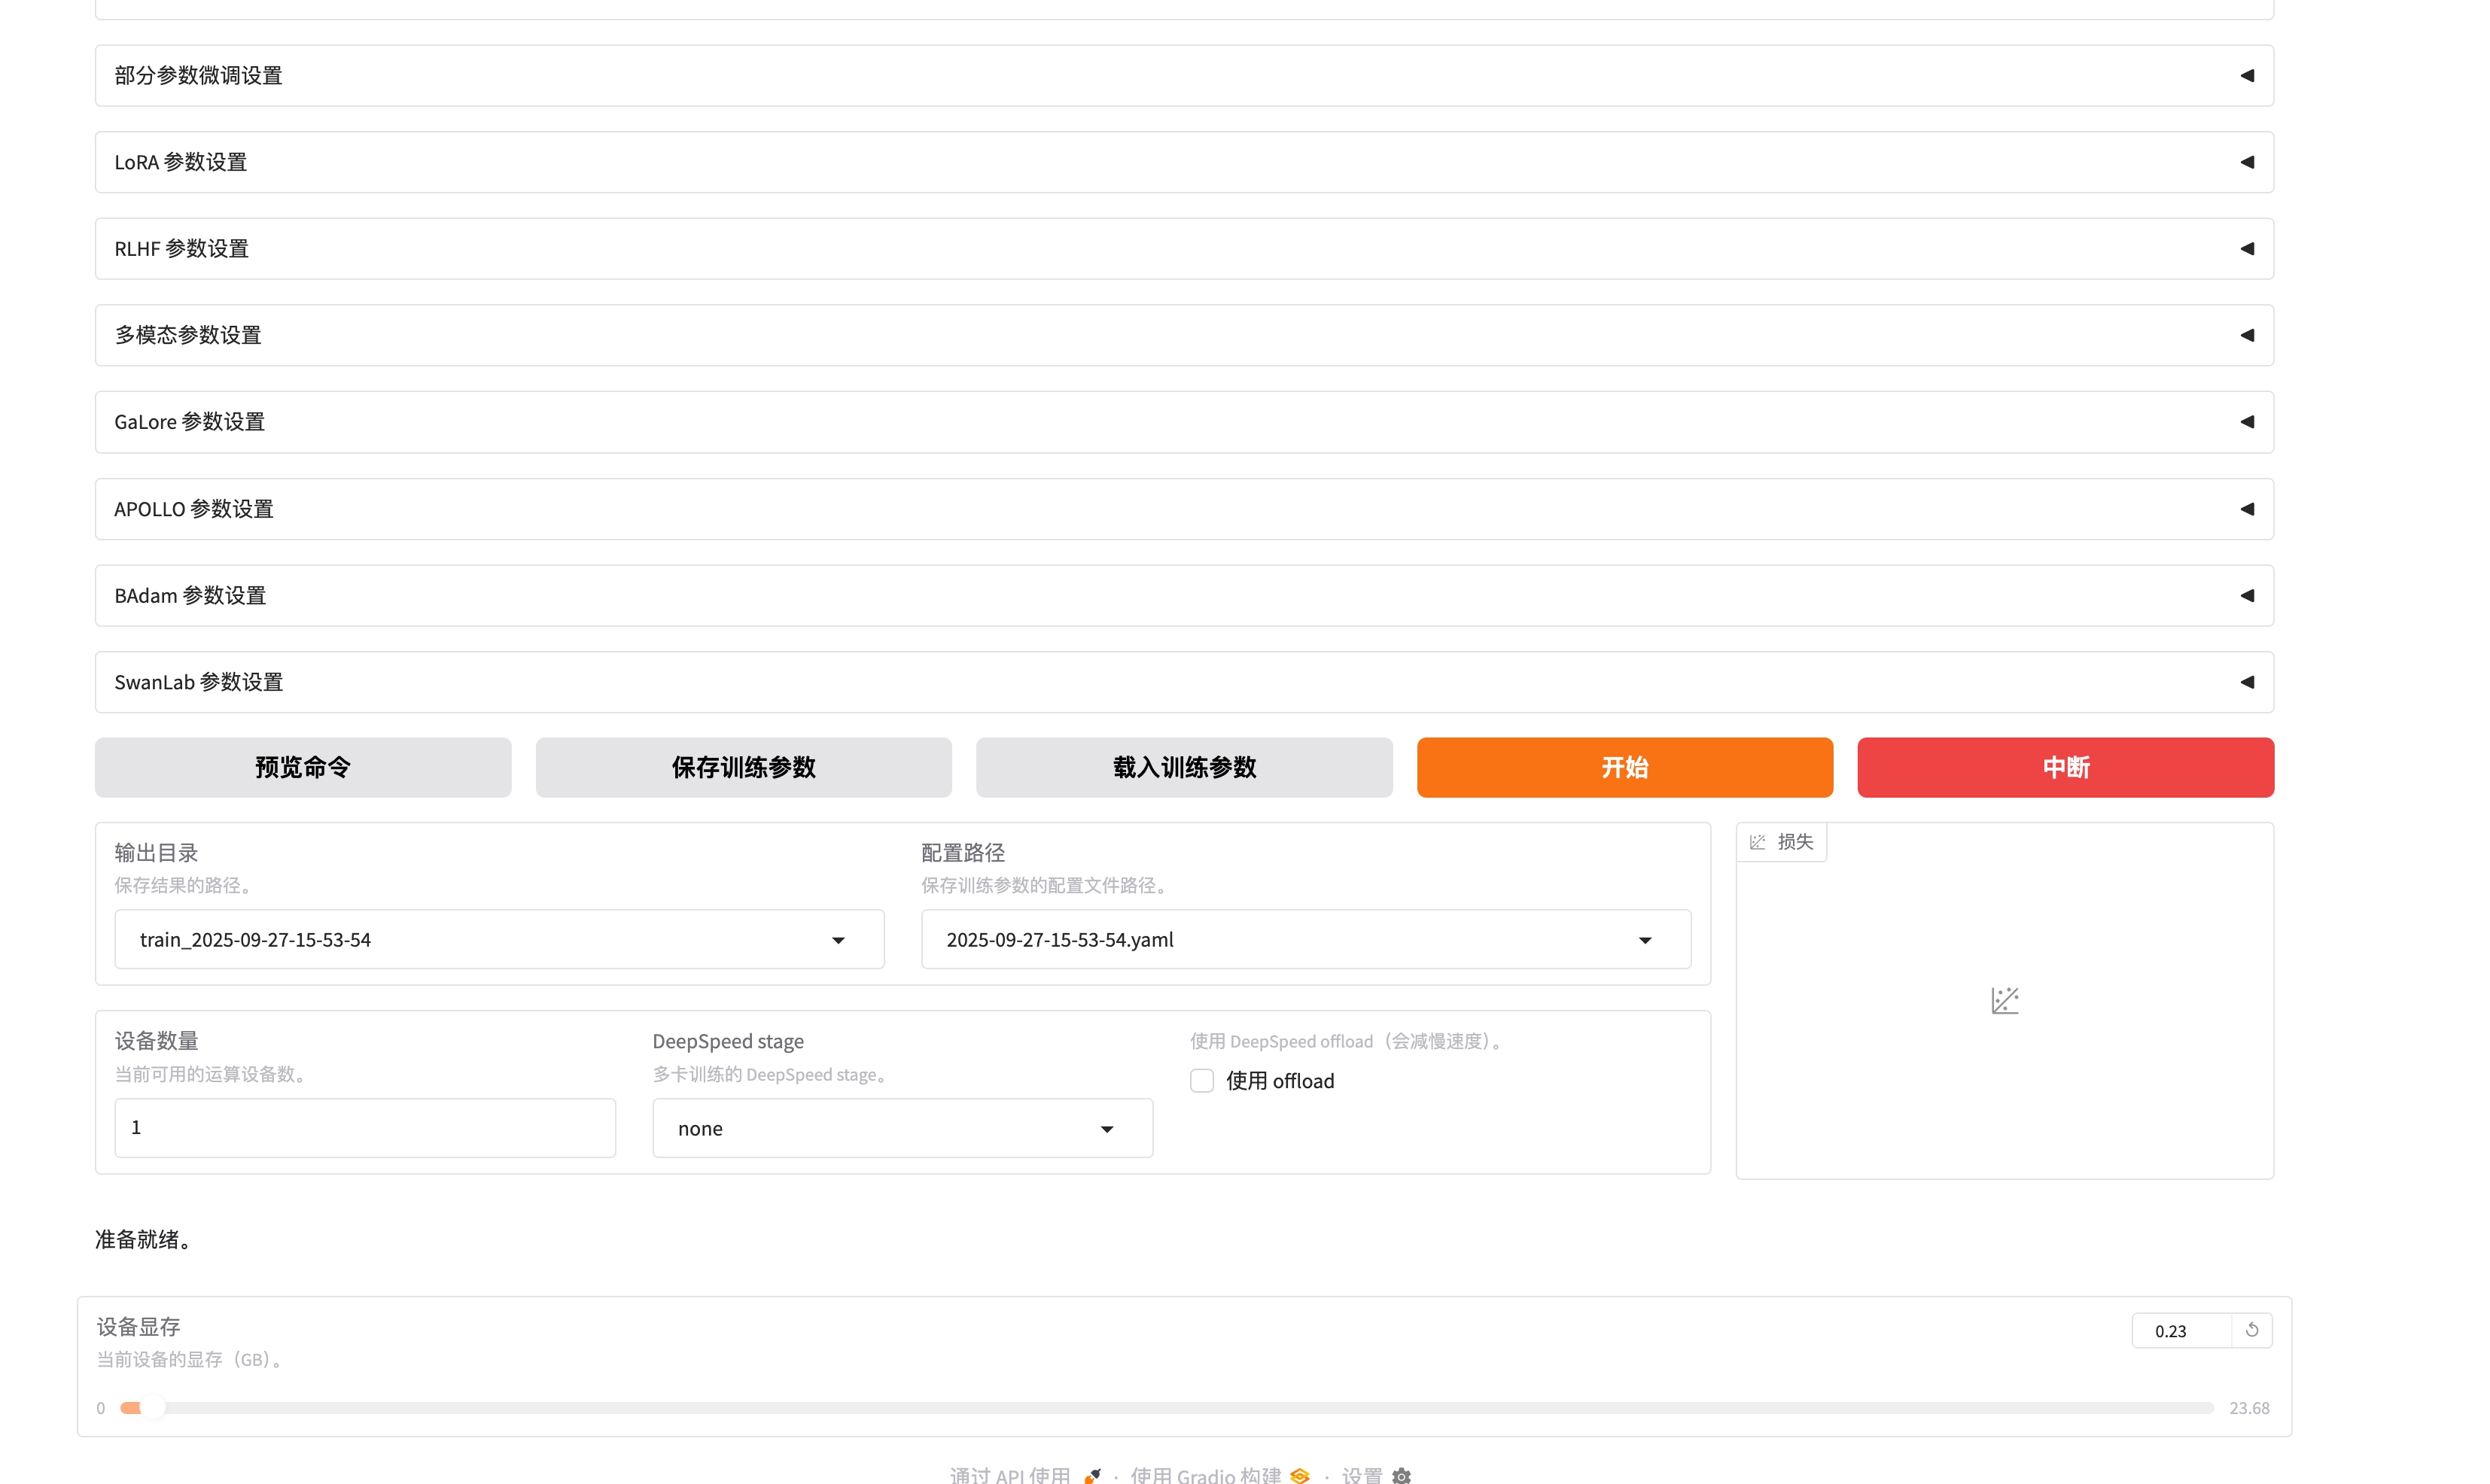 部分参数微调设置
LoRA 参数设置
RLHF 参数设置
多模态参数设置
GaLore 参数设置
APOLLO 参数设置
BAdam 参数设置
SwanLab 参数设置
预览命令 保存训练参数 载入训练参数 开始 中断
输出目录
保存结果的路径。
train_2025-09-27-15-53-54
配置路径
保存训练参数的配置文件路径。
2025-09-27-15-53-54.yaml
损失
设备数量
当前可用的运算设备数。
1
DeepSpeed stage
多卡训练的 DeepSpeed stage。
none
使用 DeepSpeed offload（会减慢速度）。
使用 offload
准备就绪。
设备显存
当前设备的显存（GB）。
0.23
0 23.68
通过 API 使用 · 使用 Gradio 构建 · 设置